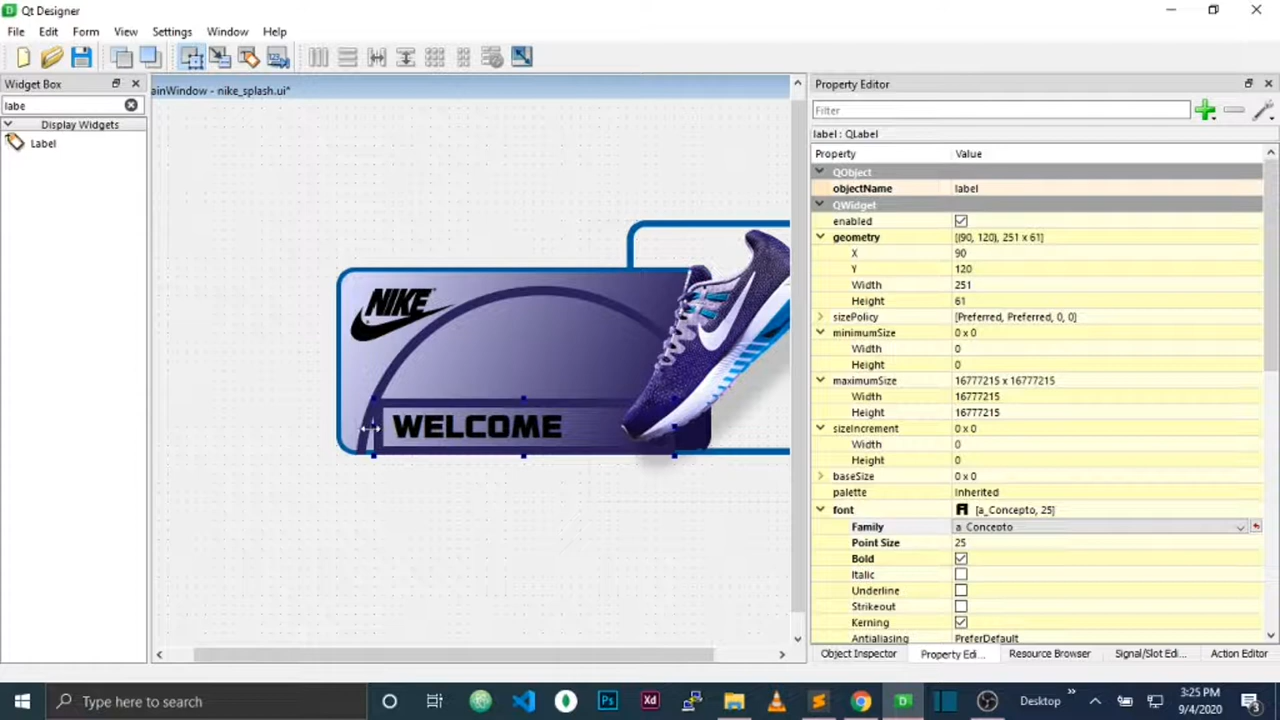 Qt Designer
File Edit Form View Settings Window Help
Widget Box
labe
Display Widgets
Label
ainWindow - nike_splash.ui*
NIKE
WELCOME
Property Editor
Filter
label : QLabel
Property Value
QObject
objectName label
QWidget
enabled
geometry [(90, 120), 251 x 61]
X 90
Y 120
Width 251
Height 61
sizePolicy [Preferred, Preferred, 0, 0]
minimumSize 0 x 0
Width 0
Height 0
maximumSize 16777215 x 16777215
Width 16777215
Height 16777215
sizeIncrement 0 x 0
Width 0
Height 0
baseSize 0 x 0
palette Inherited
font A [a_Concepto, 25]
Family a_Concepto
Point Size 25
Bold
Italic
Underline
Strikeout
Kerning
Antialiasing PreferDefault
Object Inspector Property Edi... Resource Browser Signal/Slot Edi... Action Editor
Type here to search
Ps Xd
Desktop
3:25 PM
9/4/2020
3